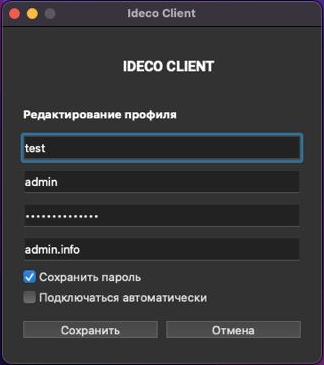 Ideco Client
IDECO CLIENT
Редактирование профиля
test
admin
••••••••••••••
admin.info
Сохранить пароль
Подключаться автоматически
Сохранить
Отмена